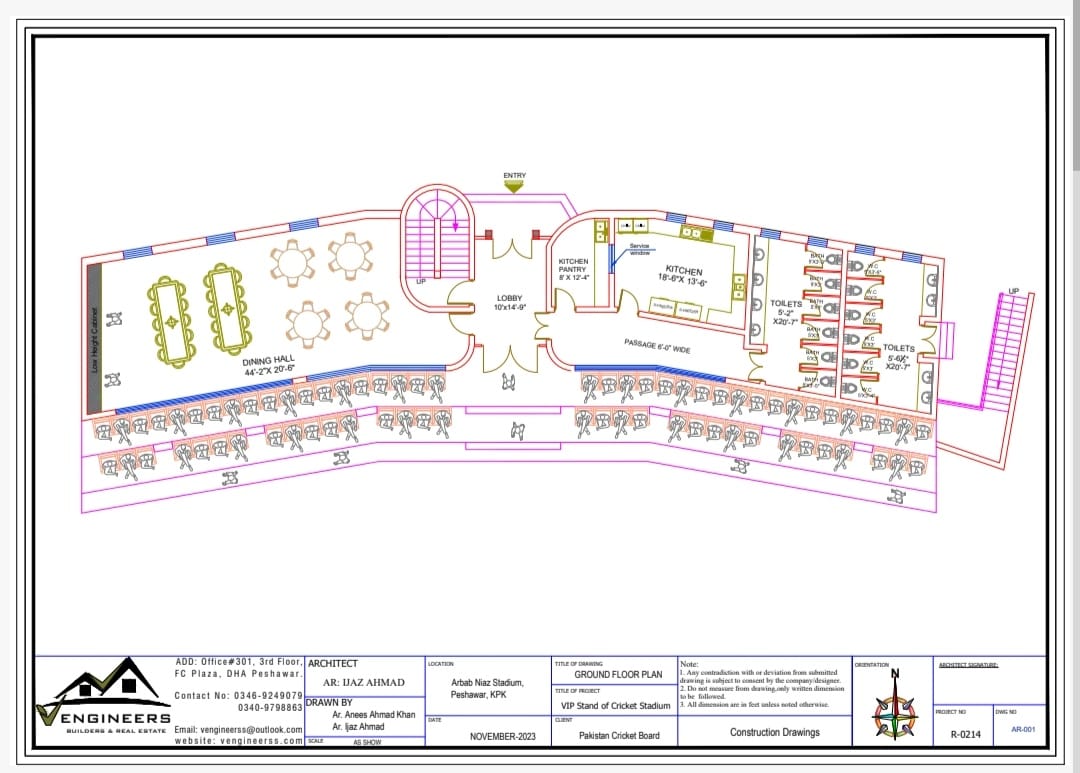 ENTRY
UP
KITCHEN
PANTRY
8' X 12'-4"
Service
window
KITCHEN
18'-6"X 13'-6"
LOBBY
10'x14'-9"
TOILETS
5'-2"
X20'-7"
BATH
BATH
BATH
BATH
BATH
BATH
W.C
W.C
W.C
W.C
W.C
W.C
TOILETS
5'-6½"
X20'-7"
UP
Low Height Cabinet
DINING HALL
44'-2"X 20'-6"
PASSAGE 6'-0" WIDE
VENGINEERS
BUILDERS & REAL ESTATE
ADD: Office#301, 3rd Floor,
FC Plaza, DHA Peshawar.
Contact No: 0346-9249079
0340-9798863
Email: vengineerss@outlook.com
website: vengineerss.com
ARCHITECT
AR: IJAZ AHMAD
DRAWN BY
Ar. Anees Ahmad Khan
Ar. Ijaz Ahmad
SCALE AS SHOW
LOCATION
Arbab Niaz Stadium,
Peshawar, KPK
DATE
NOVEMBER-2023
TITLE OF DRAWING
GROUND FLOOR PLAN
TITLE OF PROJECT
VIP Stand of Cricket Stadium
CLIENT
Pakistan Cricket Board
Note:
1. Any contradiction with or deviation from submitted
drawing is subject to consent by the company/designer.
2. Do not measure from drawing,only written dimension
to be followed.
3. All dimension are in feet unless noted otherwise.
Construction Drawings
ORIENTATION
N
ARCHITECT SIGNATURE:
PROJECT NO
R-0214
DWG NO
AR-001